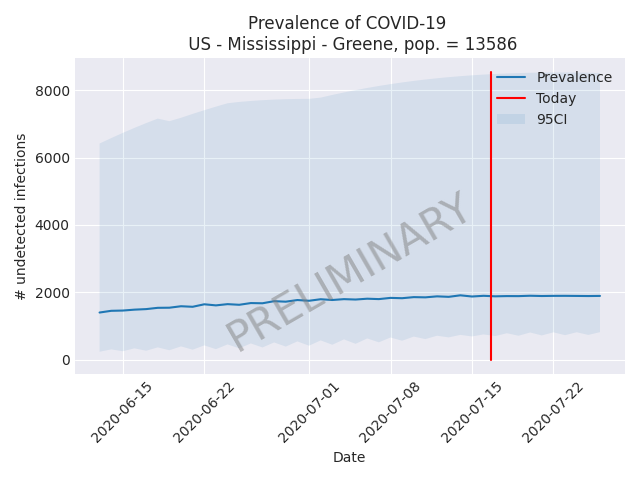 Prevalence of COVID-19
US - Mississippi - Greene, pop. = 13586
Prevalence
Today
95CI
8000
6000
4000
2000
0
# undetected infections
PRELIMINARY
2020-06-15
2020-06-22
2020-07-01
2020-07-08
2020-07-15
2020-07-22
Date